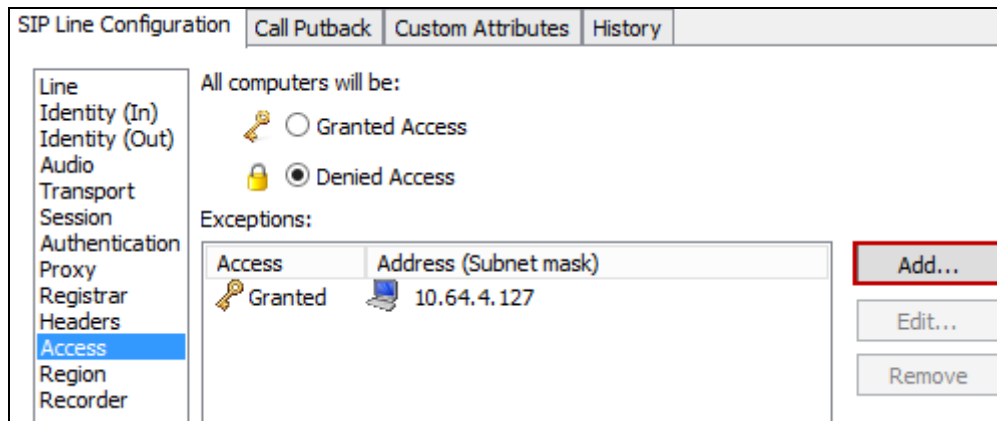 SIP Line Configuration
Call Putback
Custom Attributes
History
Line
Identity (In)
Identity (Out)
Audio
Transport
Session
Authentication
Proxy
Registrar
Headers
Access
Region
Recorder
All computers will be:
Granted Access
Denied Access
Exceptions:
Access Address (Subnet mask)
Granted 10.64.4.127
Add...
Edit...
Remove